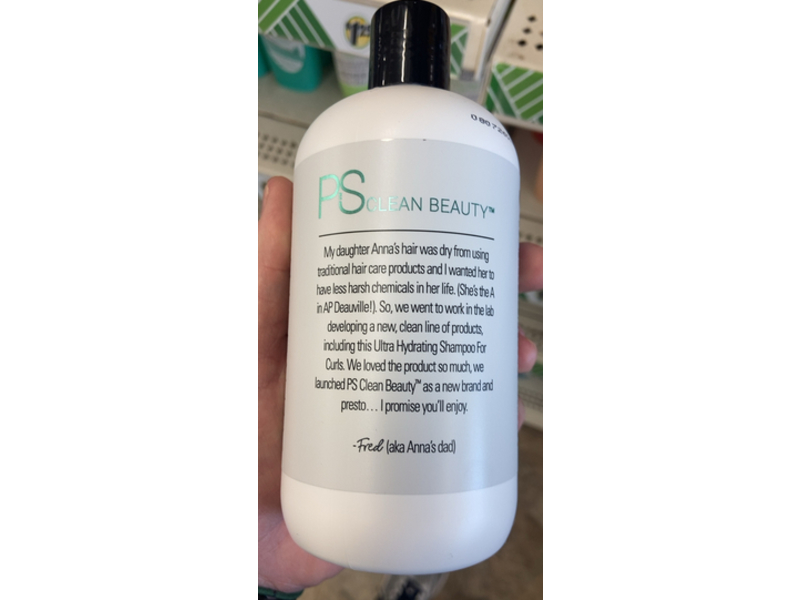 PS CLEAN BEAUTY™
My daughter Anna's hair was dry from using
traditional hair care products and I wanted her to
have less harsh chemicals in her life. (She's the A
in AP Deauville!). So, we went to work in the lab
developing a new, clean line of products,
including this Ultra Hydrating Shampoo For
Curls. We loved the product so much, we
launched PS Clean Beauty™ as a new brand and
presto... I promise you'll enjoy.
-Fred (aka Anna's dad)